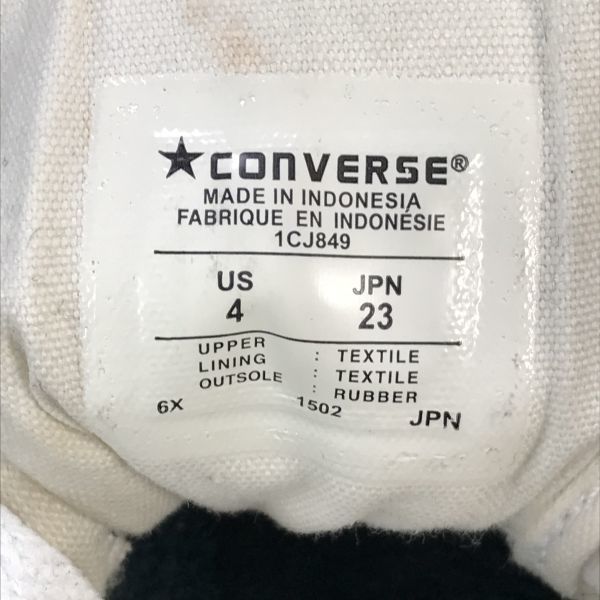 ★CONVERSE®
MADE IN INDONESIA
FABRIQUE EN INDONÉSIE
1CJ849
US JPN
4 23
UPPER : TEXTILE
LINING : TEXTILE
OUTSOLE : RUBBER
6X 1502 JPN